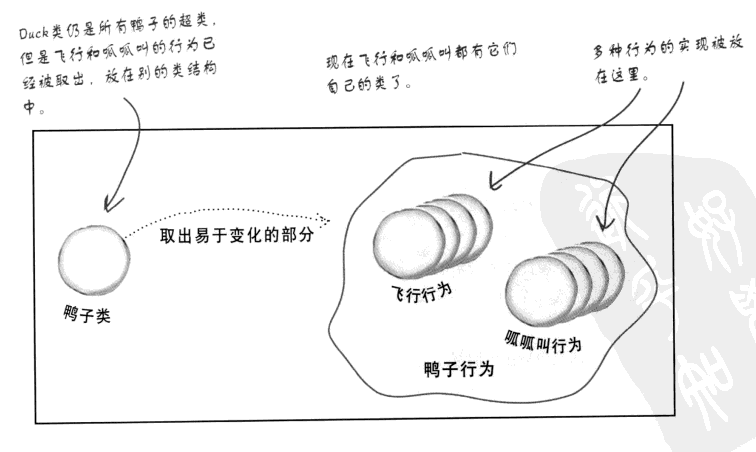 Duck类仍是所有鸭子的超类，
但是飞行和呱呱叫的行为已
经被取出，放在别的类结构
中。
现在飞行和呱呱叫都有它们
自己的类了。
多种行为的实现被放
在这里。
取出易于变化的部分
鸭子类
飞行行为
呱呱叫行为
鸭子行为